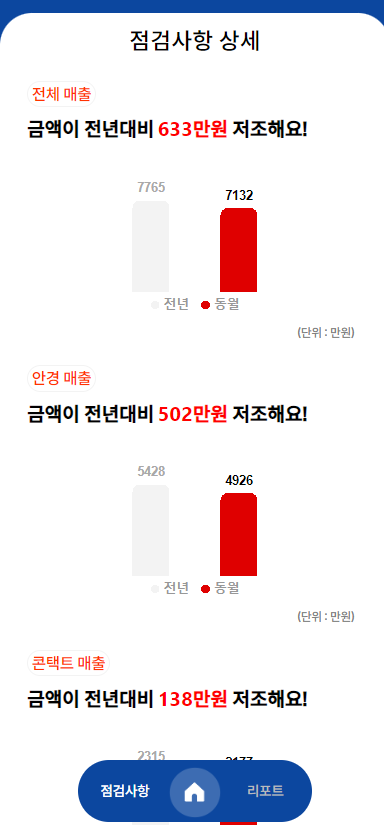 점검사항 상세
전체 매출
금액이 전년대비 633만원 저조해요!
7765
7132
전년 동월
(단위 : 만원)
안경 매출
금액이 전년대비 502만원 저조해요!
5428
4926
전년 동월
(단위 : 만원)
콘택트 매출
금액이 전년대비 138만원 저조해요!
2315
점검사항
리포트